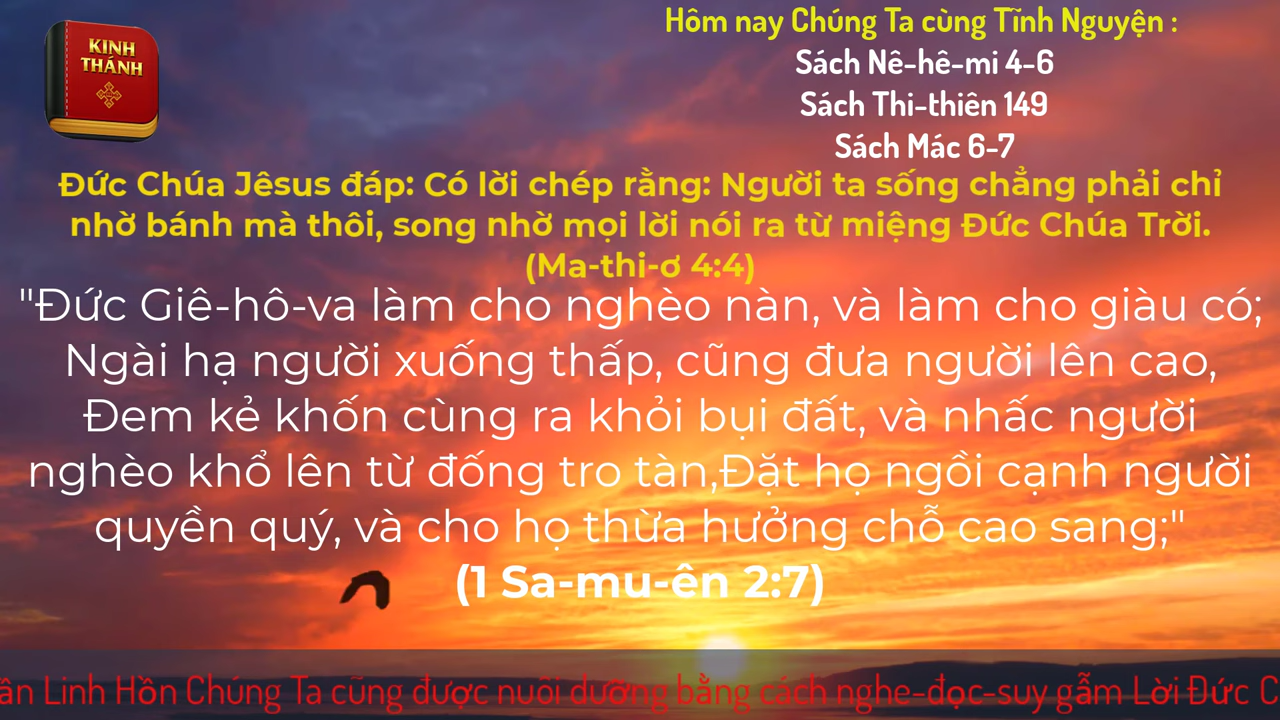 KINH
THÁNH
Hôm nay Chúng Ta cùng Tĩnh Nguyện :
Sách Nê-hê-mi 4-6
Sách Thi-thiên 149
Sách Mác 6-7
Đức Chúa Jêsus đáp: Có lời chép rằng: Người ta sống chẳng phải chỉ
nhờ bánh mà thôi, song nhờ mọi lời nói ra từ miệng Đức Chúa Trời.
(Ma-thi-ơ 4:4)
"Đức Giê-hô-va làm cho nghèo nàn, và làm cho giàu có;
Ngài hạ người xuống thấp, cũng đưa người lên cao,
Đem kẻ khốn cùng ra khỏi bụi đất, và nhấc người
nghèo khổ lên từ đống tro tàn,Đặt họ ngồi cạnh người
quyền quý, và cho họ thừa hưởng chỗ cao sang;"
(1 Sa-mu-ên 2:7)
ần Linh Hồn Chúng Ta cũng được nuôi dưỡng bằng cách nghe-đọc-suy gẫm Lời Đức C